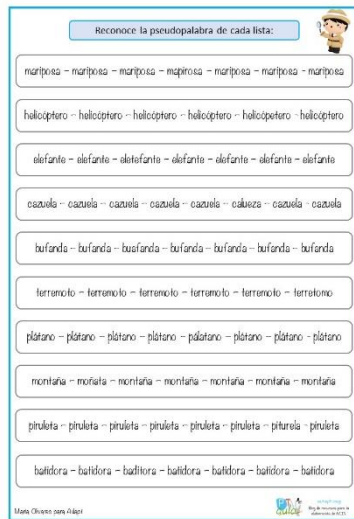 Reconoce la pseudopalabra de cada lista:
mariposa – mariposa – mariposa – mapirosa – mariposa – mariposa - mariposa
helicóptero – helicóptero – helicóptero – helicóptero – helicópetero - helicóptero
elefante – elefante – eletefante – elefante – elefante – elefante – elefante
cazuela – cazuela – cazuela – cazuela – cazuela – calueza – cazuela - cazuela
bufanda – bufanda – buafanda – bufanda – bufanda – bufanda – bufanda
terremoto – terremoto – terremoto – terremoto – terremoto – terretomo
plátano – plátano – plátano – plátano – pálatano – plátano – plátano - plátano
montaña – moñata – montaña – montaña – montaña – montaña – montaña
piruleta – piruleta – piruleta – piruleta – piruleta – piruleta – piturela - piruleta
batidora – batidora – baditora – batidora – batidora – batidora – batidora
María Olivares para Aulapt